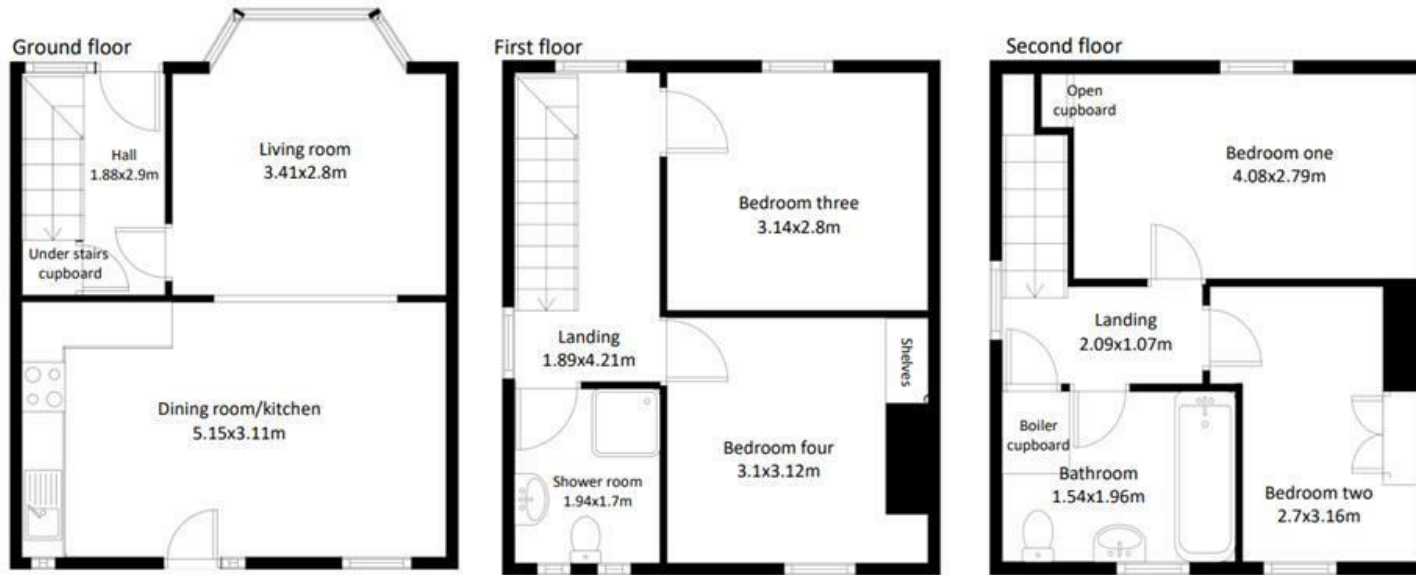 Ground floor
Hall
1.88x2.9m
Living room
3.41x2.8m
Under stairs
cupboard
Dining room/kitchen
5.15x3.11m
First floor
Bedroom three
3.14x2.8m
Landing
1.89x4.21m
Shelves
Bedroom four
3.1x3.12m
Shower room
1.94x1.7m
Second floor
Open
cupboard
Bedroom one
4.08x2.79m
Landing
2.09x1.07m
Boiler
cupboard
Bathroom
1.54x1.96m
Bedroom two
2.7x3.16m